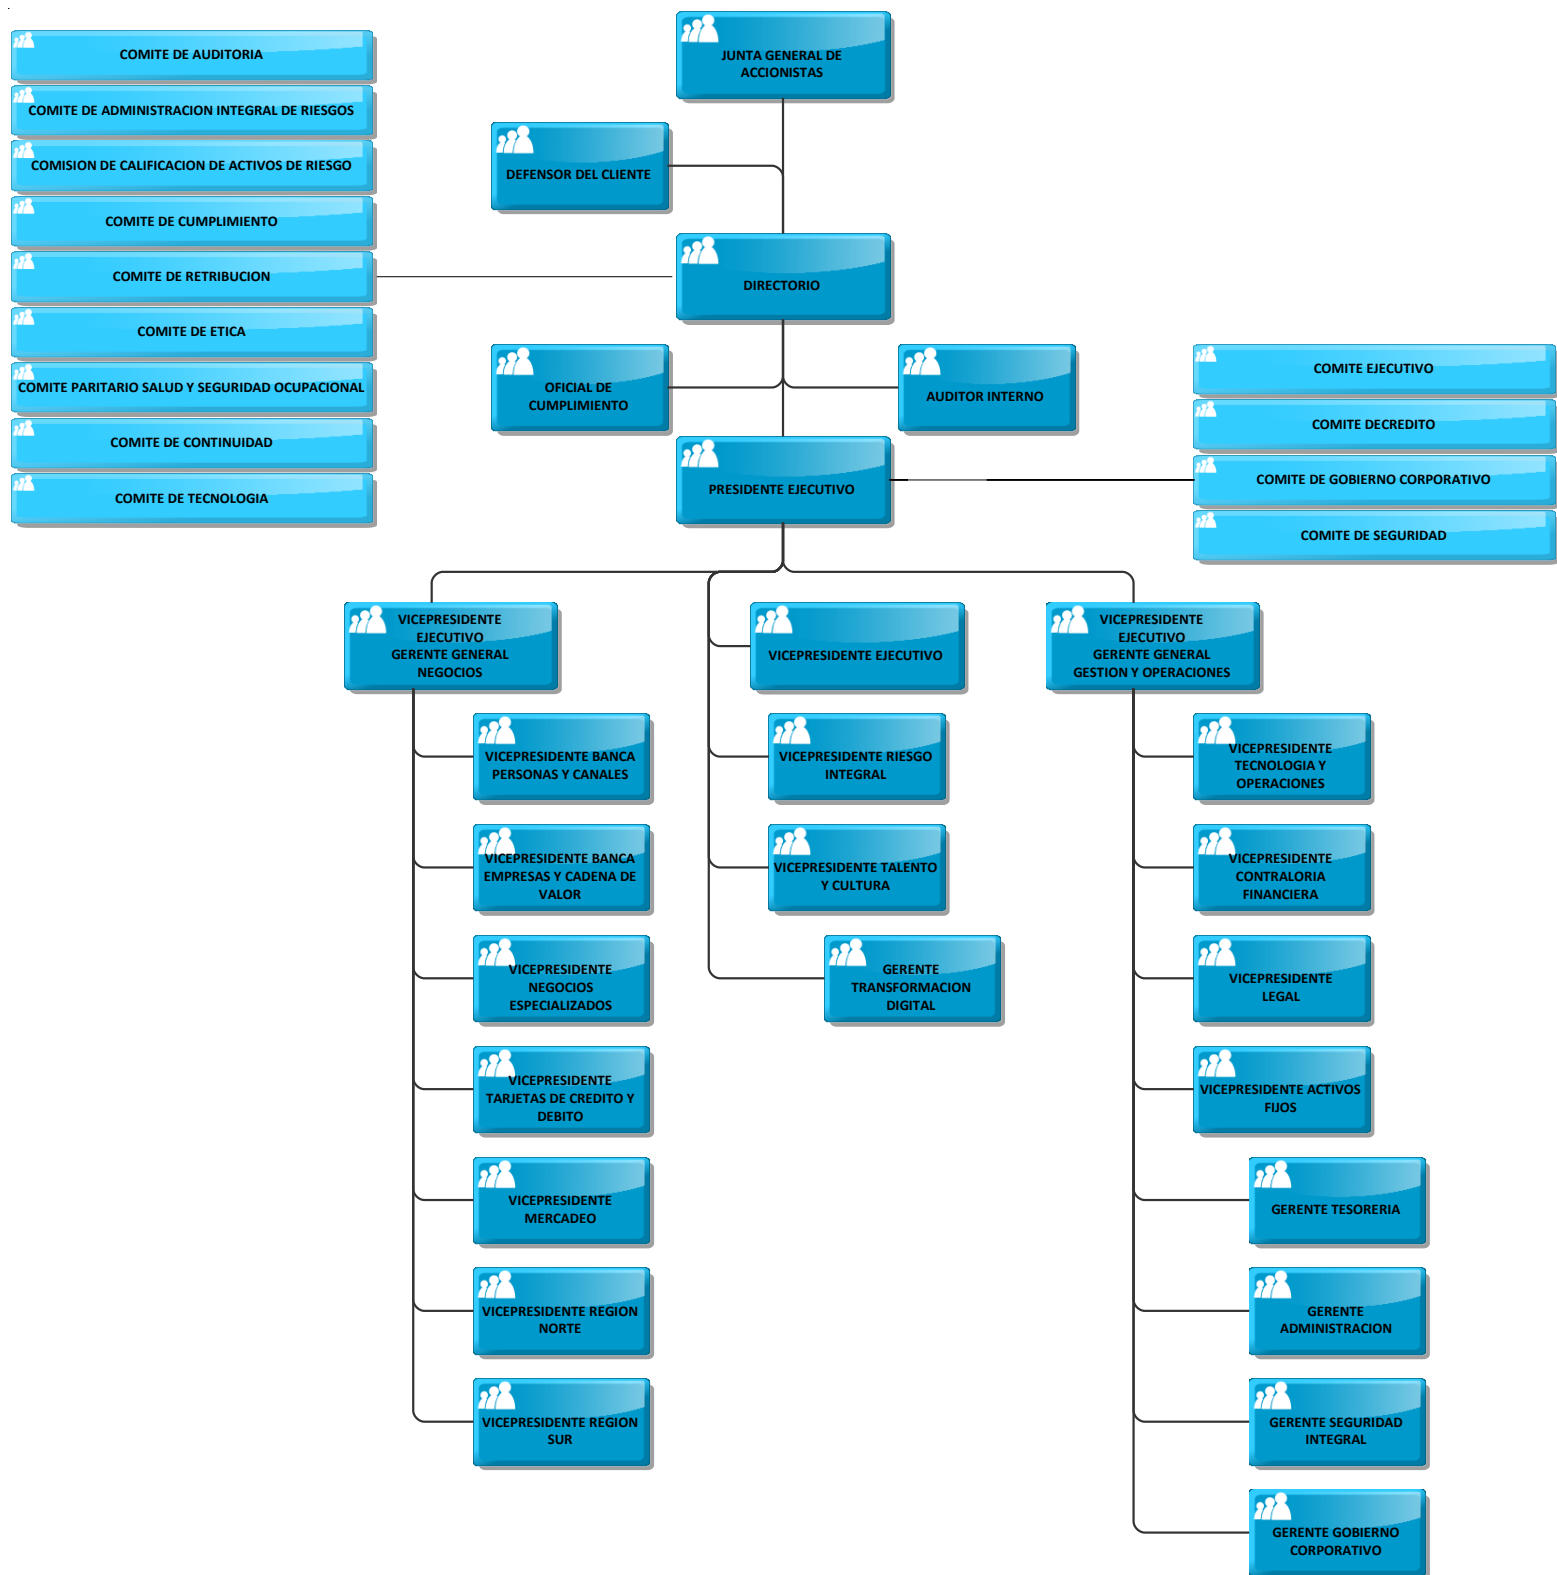 COMITE DE AUDITORIA
COMITE DE ADMINISTRACION INTEGRAL DE RIESGOS
COMISION DE CALIFICACION DE ACTIVOS DE RIESGO
COMITE DE CUMPLIMIENTO
COMITE DE RETRIBUCION
COMITE DE ETICA
COMITE PARITARIO SALUD Y SEGURIDAD OCUPACIONAL
COMITE DE CONTINUIDAD
COMITE DE TECNOLOGIA
JUNTA GENERAL DE
ACCIONISTAS
DEFENSOR DEL CLIENTE
DIRECTORIO
OFICIAL DE
CUMPLIMIENTO
AUDITOR INTERNO
PRESIDENTE EJECUTIVO
COMITE EJECUTIVO
COMITE DECREDITO
COMITE DE GOBIERNO CORPORATIVO
COMITE DE SEGURIDAD
VICEPRESIDENTE
EJECUTIVO
GERENTE GENERAL
NEGOCIOS
VICEPRESIDENTE BANCA
PERSONAS Y CANALES
VICEPRESIDENTE BANCA
EMPRESAS Y CADENA DE
VALOR
VICEPRESIDENTE
NEGOCIOS
ESPECIALIZADOS
VICEPRESIDENTE
TARJETAS DE CREDITO Y
DEBITO
VICEPRESIDENTE
MERCADEO
VICEPRESIDENTE REGION
NORTE
VICEPRESIDENTE REGION
SUR
VICEPRESIDENTE EJECUTIVO
VICEPRESIDENTE RIESGO
INTEGRAL
VICEPRESIDENTE TALENTO
Y CULTURA
GERENTE
TRANSFORMACION
DIGITAL
VICEPRESIDENTE
EJECUTIVO
GERENTE GENERAL
GESTION Y OPERACIONES
VICEPRESIDENTE
TECNOLOGIA Y
OPERACIONES
VICEPRESIDENTE
CONTRALORIA
FINANCIERA
VICEPRESIDENTE
LEGAL
VICEPRESIDENTE ACTIVOS
FIJOS
GERENTE TESORERIA
GERENTE
ADMINISTRACION
GERENTE SEGURIDAD
INTEGRAL
GERENTE GOBIERNO
CORPORATIVO